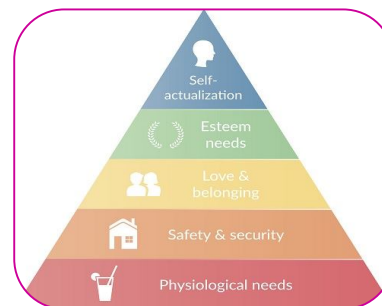 Self-
actualization
Esteem
needs
Love &
belonging
Safety & security
Physiological needs